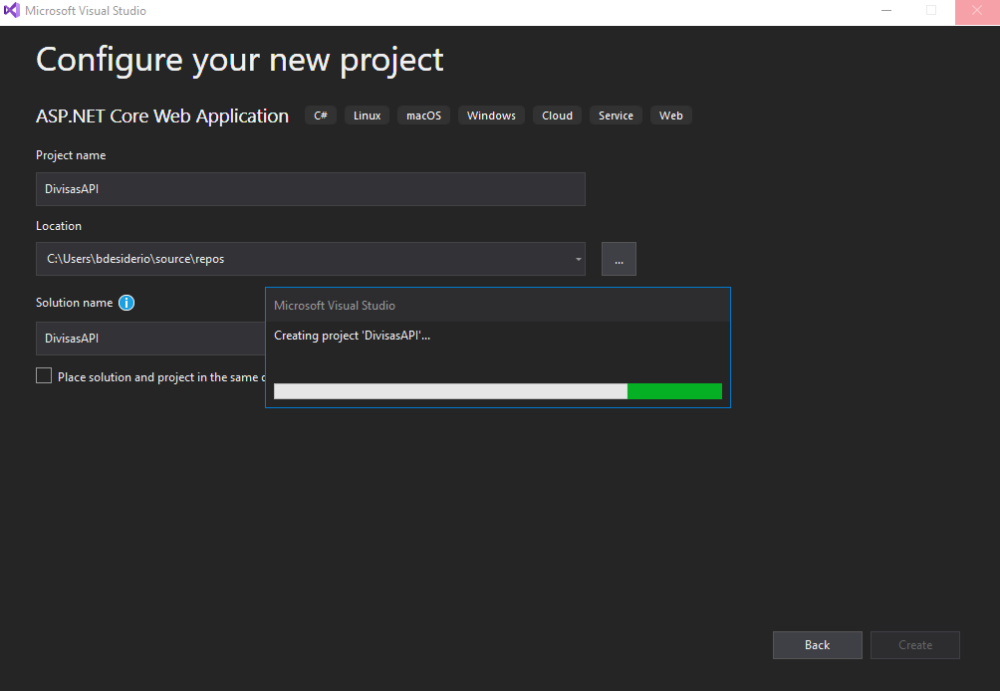 Microsoft Visual Studio
Configure your new project
ASP.NET Core Web Application C# Linux macOS Windows Cloud Service Web
Project name
DivisasAPI
Location
C:\Users\bdesiderio\source\repos
...
Solution name
DivisasAPI
Place solution and project in the same
Microsoft Visual Studio
Creating project 'DivisasAPI'...
Back Create